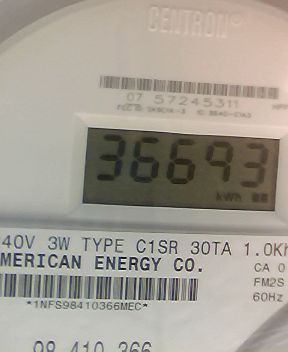 CENTRON®
07 57245311
36693
kWh
40V 3W TYPE C1SR 30TA 1.0Kh
MERICAN ENERGY CO.
CA 0
FM2S
60Hz
*1NFS98410366MEC*
98 410 366